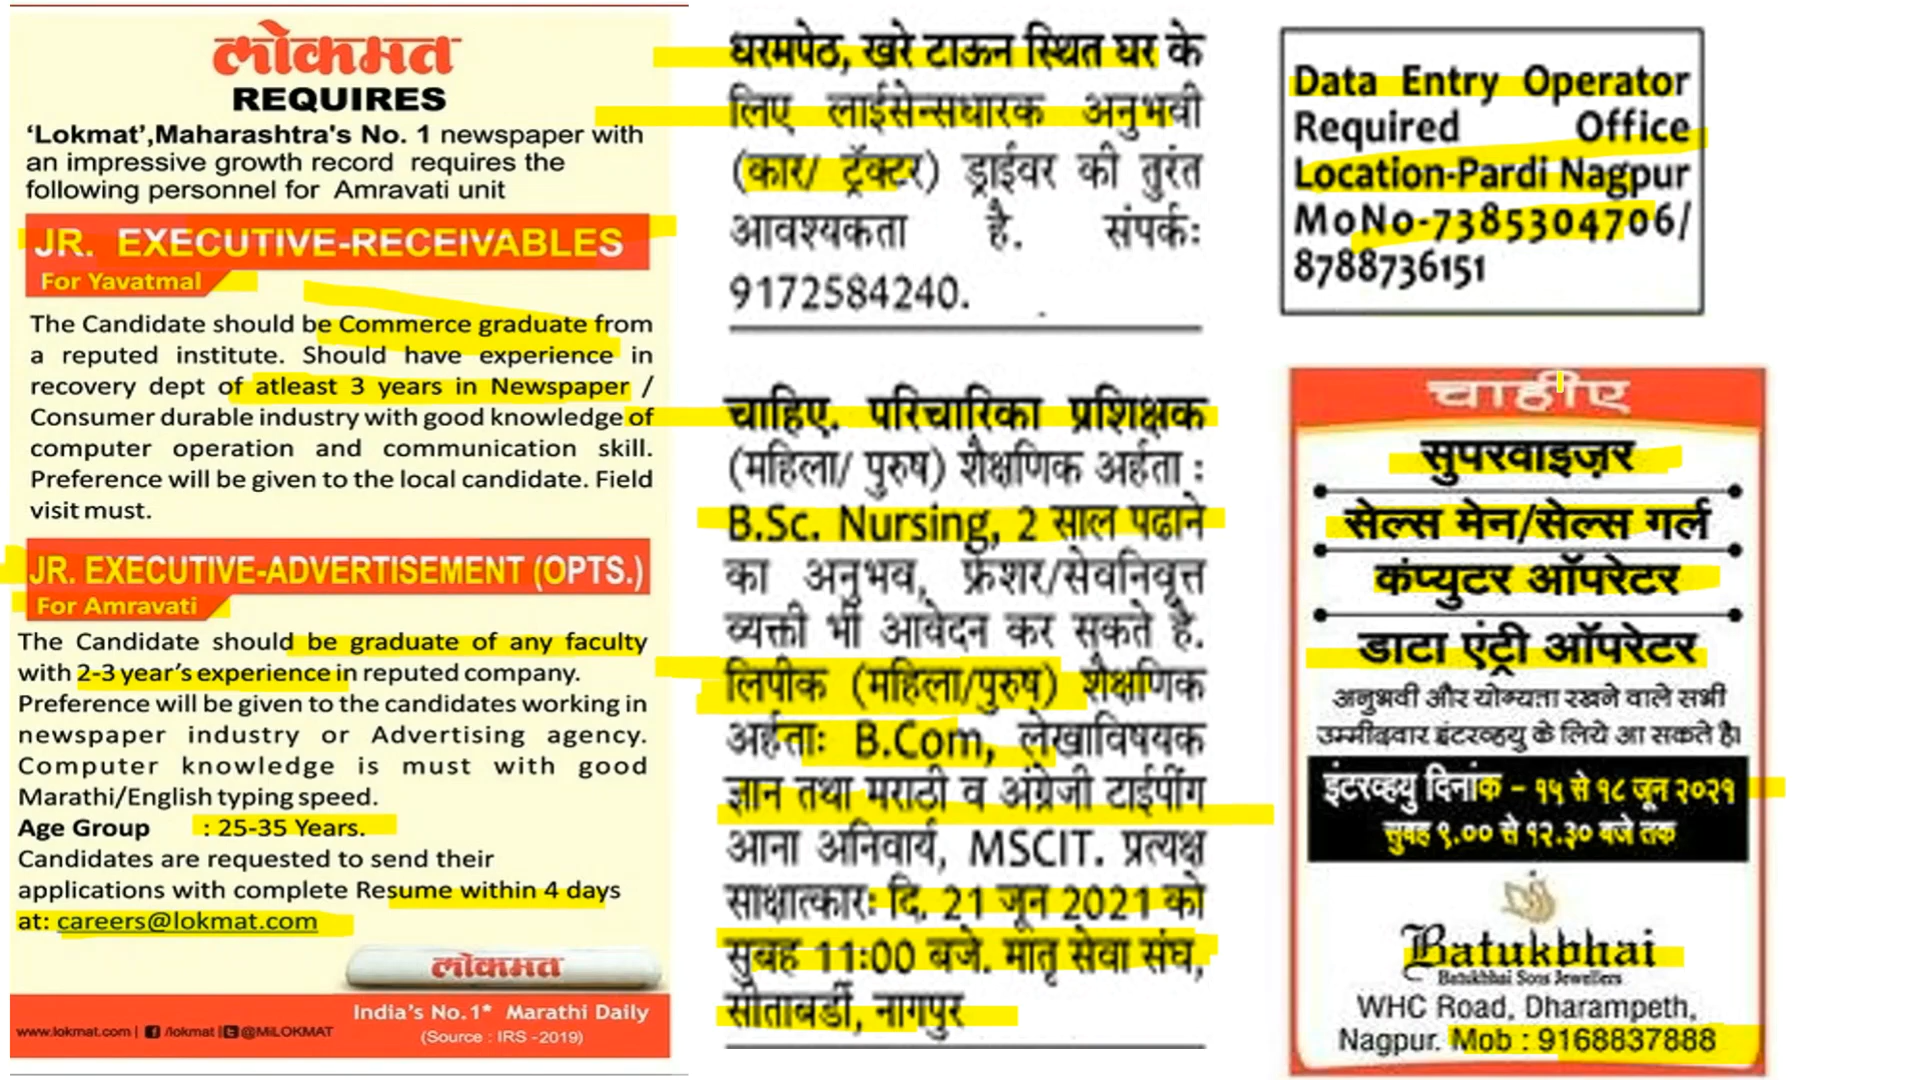 लोकमत
REQUIRES
‘Lokmat’,Maharashtra's No. 1 newspaper with
an impressive growth record requires the
following personnel for Amravati unit
JR. EXECUTIVE-RECEIVABLES
For Yavatmal
The Candidate should be Commerce graduate from
a reputed institute. Should have experience in
recovery dept of atleast 3 years in Newspaper /
Consumer durable industry with good knowledge of
computer operation and communication skill.
Preference will be given to the local candidate. Field
visit must.
JR. EXECUTIVE-ADVERTISEMENT (OPTS.)
For Amravati
The Candidate should be graduate of any faculty
with 2-3 year’s experience in reputed company.
Preference will be given to the candidates working in
newspaper industry or Advertising agency.
Computer knowledge is must with good
Marathi/English typing speed.
Age Group : 25-35 Years.
Candidates are requested to send their
applications with complete Resume within 4 days
at: careers@lokmat.com
लोकमत
India’s No.1* Marathi Daily
www.lokmat.com | /lokmat | @MiLOKMAT
(Source : IRS -2019)
धरमपेठ, खरे टाऊन स्थित घर के
लिए लाईसेन्सधारक अनुभवी
(कार/ ट्रॅक्टर) ड्राईवर की तुरंत
आवश्यकता है. संपर्कः
9172584240.
चाहिए. परिचारिका प्रशिक्षक
(महिला/ पुरुष) शैक्षणिक अर्हता :
B.Sc. Nursing, 2 साल पढाने
का अनुभव, फ्रेशर/सेवनिवृत्त
व्यक्ती भी आवेदन कर सकते है.
लिपीक (महिला/पुरुष) शैक्षणिक
अर्हताः B.Com, लेखाविषयक
ज्ञान तथा मराठी व अंग्रेजी टाईपींग
आना अनिवार्य, MSCIT. प्रत्यक्ष
साक्षात्कारः दि. 21 जून 2021 को
सुबह 11:00 बजे. मातृ सेवा संघ,
सीताबर्डी, नागपुर
Data Entry Operator
Required Office
Location-Pardi Nagpur
MoNo-7385304706/
8788736151
चाहीए
सुपरवाइज़र
सेल्स मेन/सेल्स गर्ल
कंप्युटर ऑपरेटर
डाटा एंट्री ऑपरेटर
अनुभवी और योग्यता रखने वाले सभी
उम्मीदवार इंटरव्ह्यु के लिये आ सकते है।
इंटरव्ह्यु दिनांक – १५ से १८ जून २०२१
सुबह ९.०० से १२.३० बजे तक
Batukbhai
Batukbhai Sons Jewellers
WHC Road, Dharampeth,
Nagpur. Mob : 9168837888